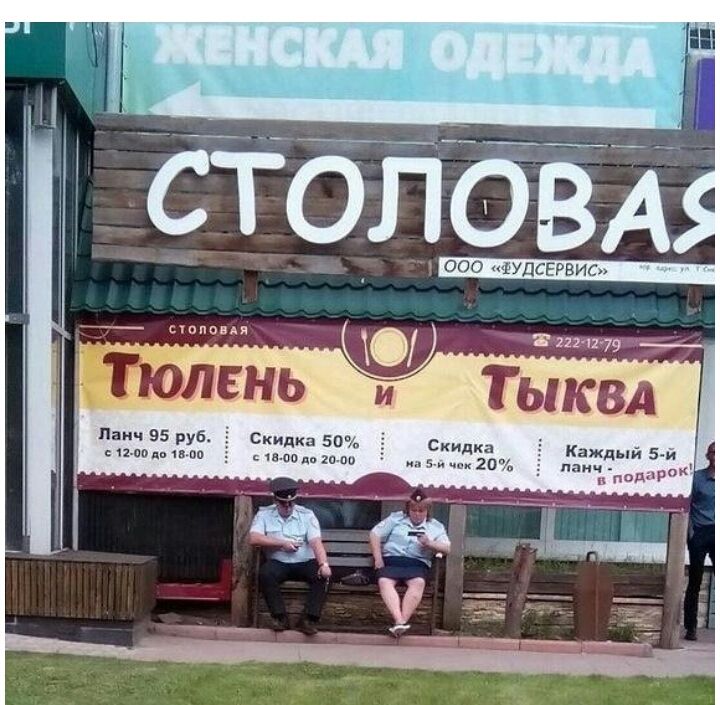 ЖЕНСКАЯ ОДЕЖДА
СТОЛОВАЯ
ООО «ФУДСЕРВИС»
СТОЛОВАЯ
222-12-79
Тюлень и Тыква
Ланч 95 руб.
с 12-00 до 18-00
Скидка 50%
с 18-00 до 20-00
Скидка
на 5-й чек 20%
Каждый 5-й
ланч -
в подарок!